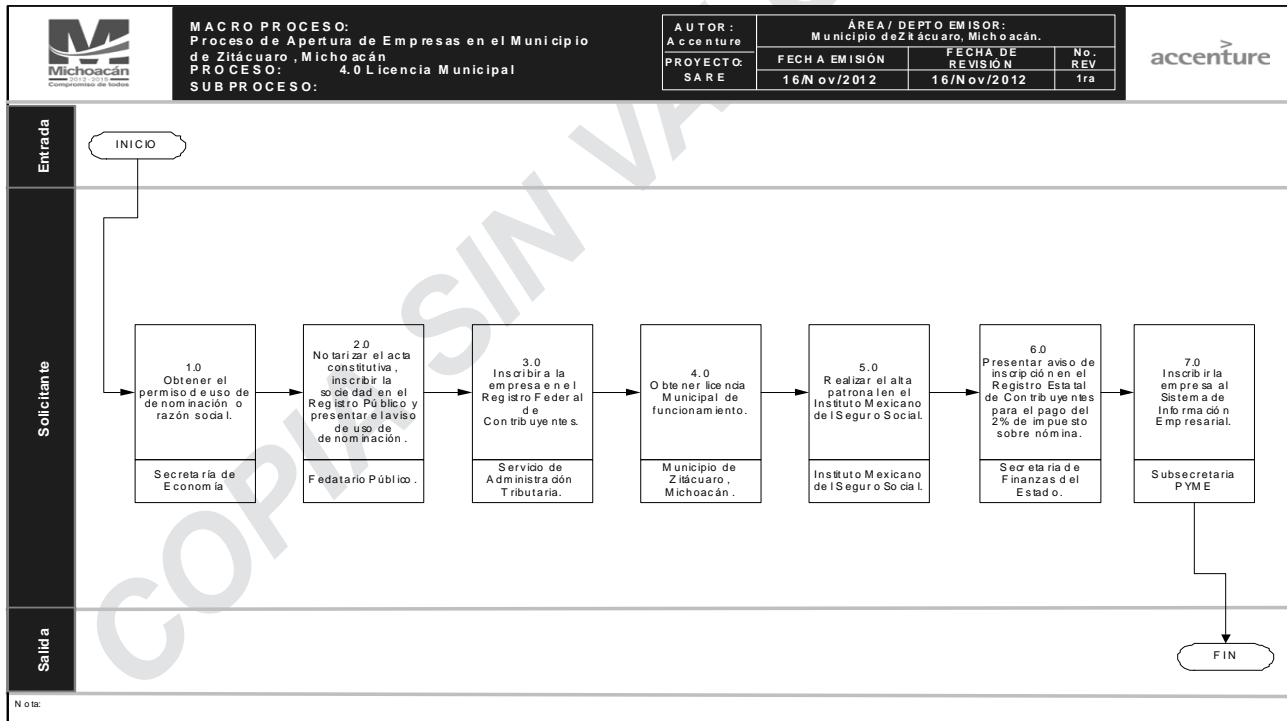 Michoacán
2012 - 2015
Compromiso de todos
MACRO PROCESO:
Proceso de Apertura de Empresas en el Municipio
de Zitácuaro, Michoacán
PROCESO: 4.0 Licencia Municipal
SUBPROCESO:
AUTOR:
Accenture
PROYECTO:
SARE
ÁREA / DEPTO EMISOR:
Municipio de Zitácuaro, Michoacán.
FECHA EMISIÓN
16/Nov/2012
FECHA DE
REVISIÓN
16/Nov/2012
No.
REV
1ra
accenture
Entrada
INICIO
Solicitante
1.0
Obtener el
permiso de uso de
denominación o
razón social.
Secretaría de
Economía
2.0
Notarizar el acta
constitutiva,
inscribir la
sociedad en el
Registro Público y
presentar el aviso
de uso de
denominación.
Fedatario Público.
3.0
Inscribir a la
empresa en el
Registro Federal
de
Contribuyentes.
Servicio de
Administración
Tributaria.
4.0
Obtener licencia
Municipal de
funcionamiento.
Municipio de
Zitácuaro,
Michoacán.
5.0
Realizar el alta
patronal en el
Instituto Mexicano
del Seguro Social.
Instituto Mexicano
del Seguro Social.
6.0
Presentar aviso de
inscripción en el
Registro Estatal
de Contribuyentes
para el pago del
2% de impuesto
sobre nómina.
Secretaria de
Finanzas del
Estado.
7.0
Inscribir la
empresa al
Sistema de
Información
Empresarial.
Subsecretaria
PYME
Salida
FIN
Nota:
COPIA SIN VA